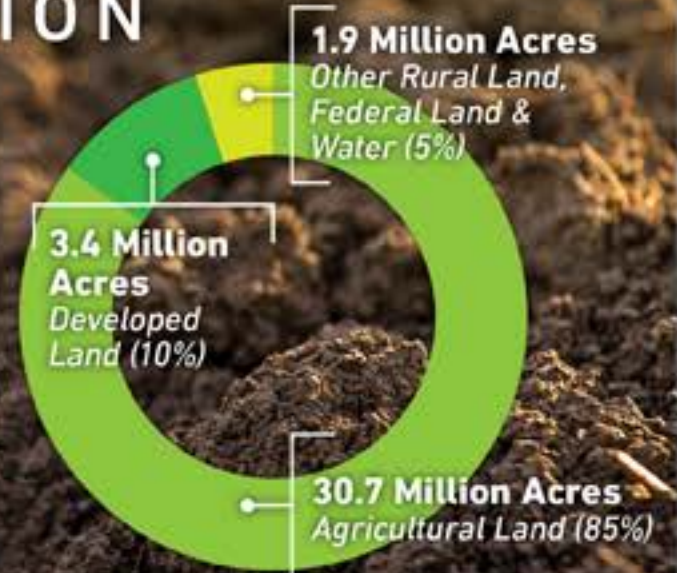 ION
1.9 Million Acres
Other Rural Land,
Federal Land &
Water (5%)
3.4 Million
Acres
Developed
Land (10%)
30.7 Million Acres
Agricultural Land (85%)